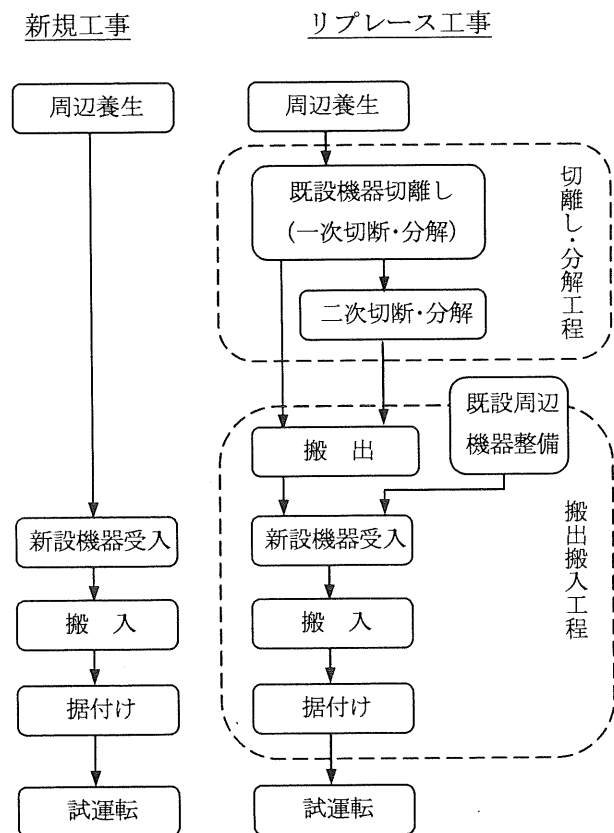 新規工事
周辺養生
新設機器受入
搬 入
据付け
試運転
リプレース工事
周辺養生
既設機器切離し
(一次切断・分解)
二次切断・分解
切離し・分解工程
搬 出
既設周辺
機器整備
新設機器受入
搬 入
据付け
搬出搬入工程
試運転